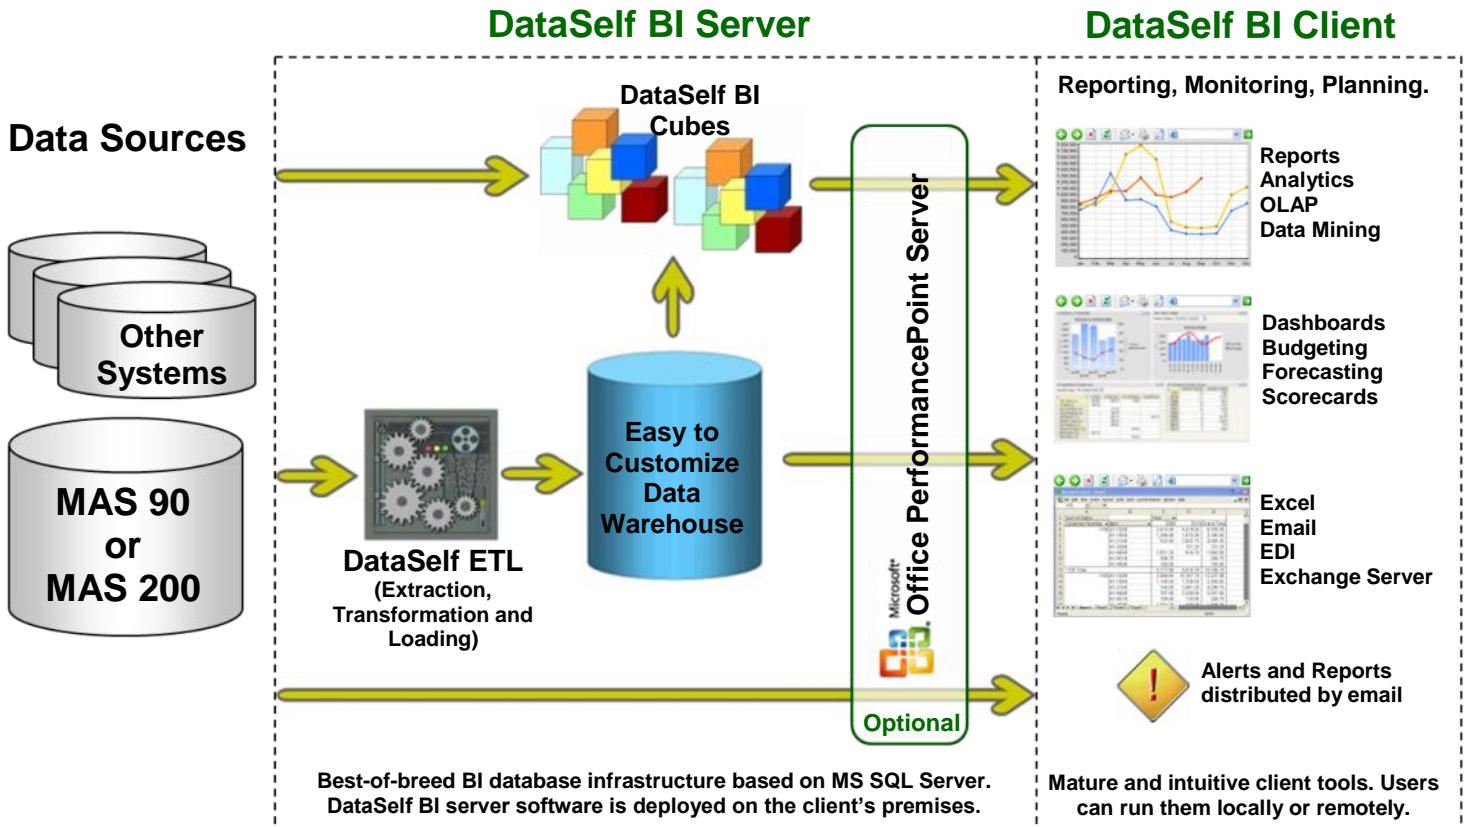 DataSelf BI Server
DataSelf BI Client
Data Sources
Other
Systems
MAS 90
or
MAS 200
DataSelf BI
Cubes
DataSelf ETL
(Extraction,
Transformation and
Loading)
Easy to
Customize
Data
Warehouse
Microsoft®
Office PerformancePoint Server
Optional
Best-of-breed BI database infrastructure based on MS SQL Server.
DataSelf BI server software is deployed on the client’s premises.
Reporting, Monitoring, Planning.
Reports
Analytics
OLAP
Data Mining
Dashboards
Budgeting
Forecasting
Scorecards
Excel
Email
EDI
Exchange Server
!
Alerts and Reports
distributed by email
Mature and intuitive client tools. Users
can run them locally or remotely.